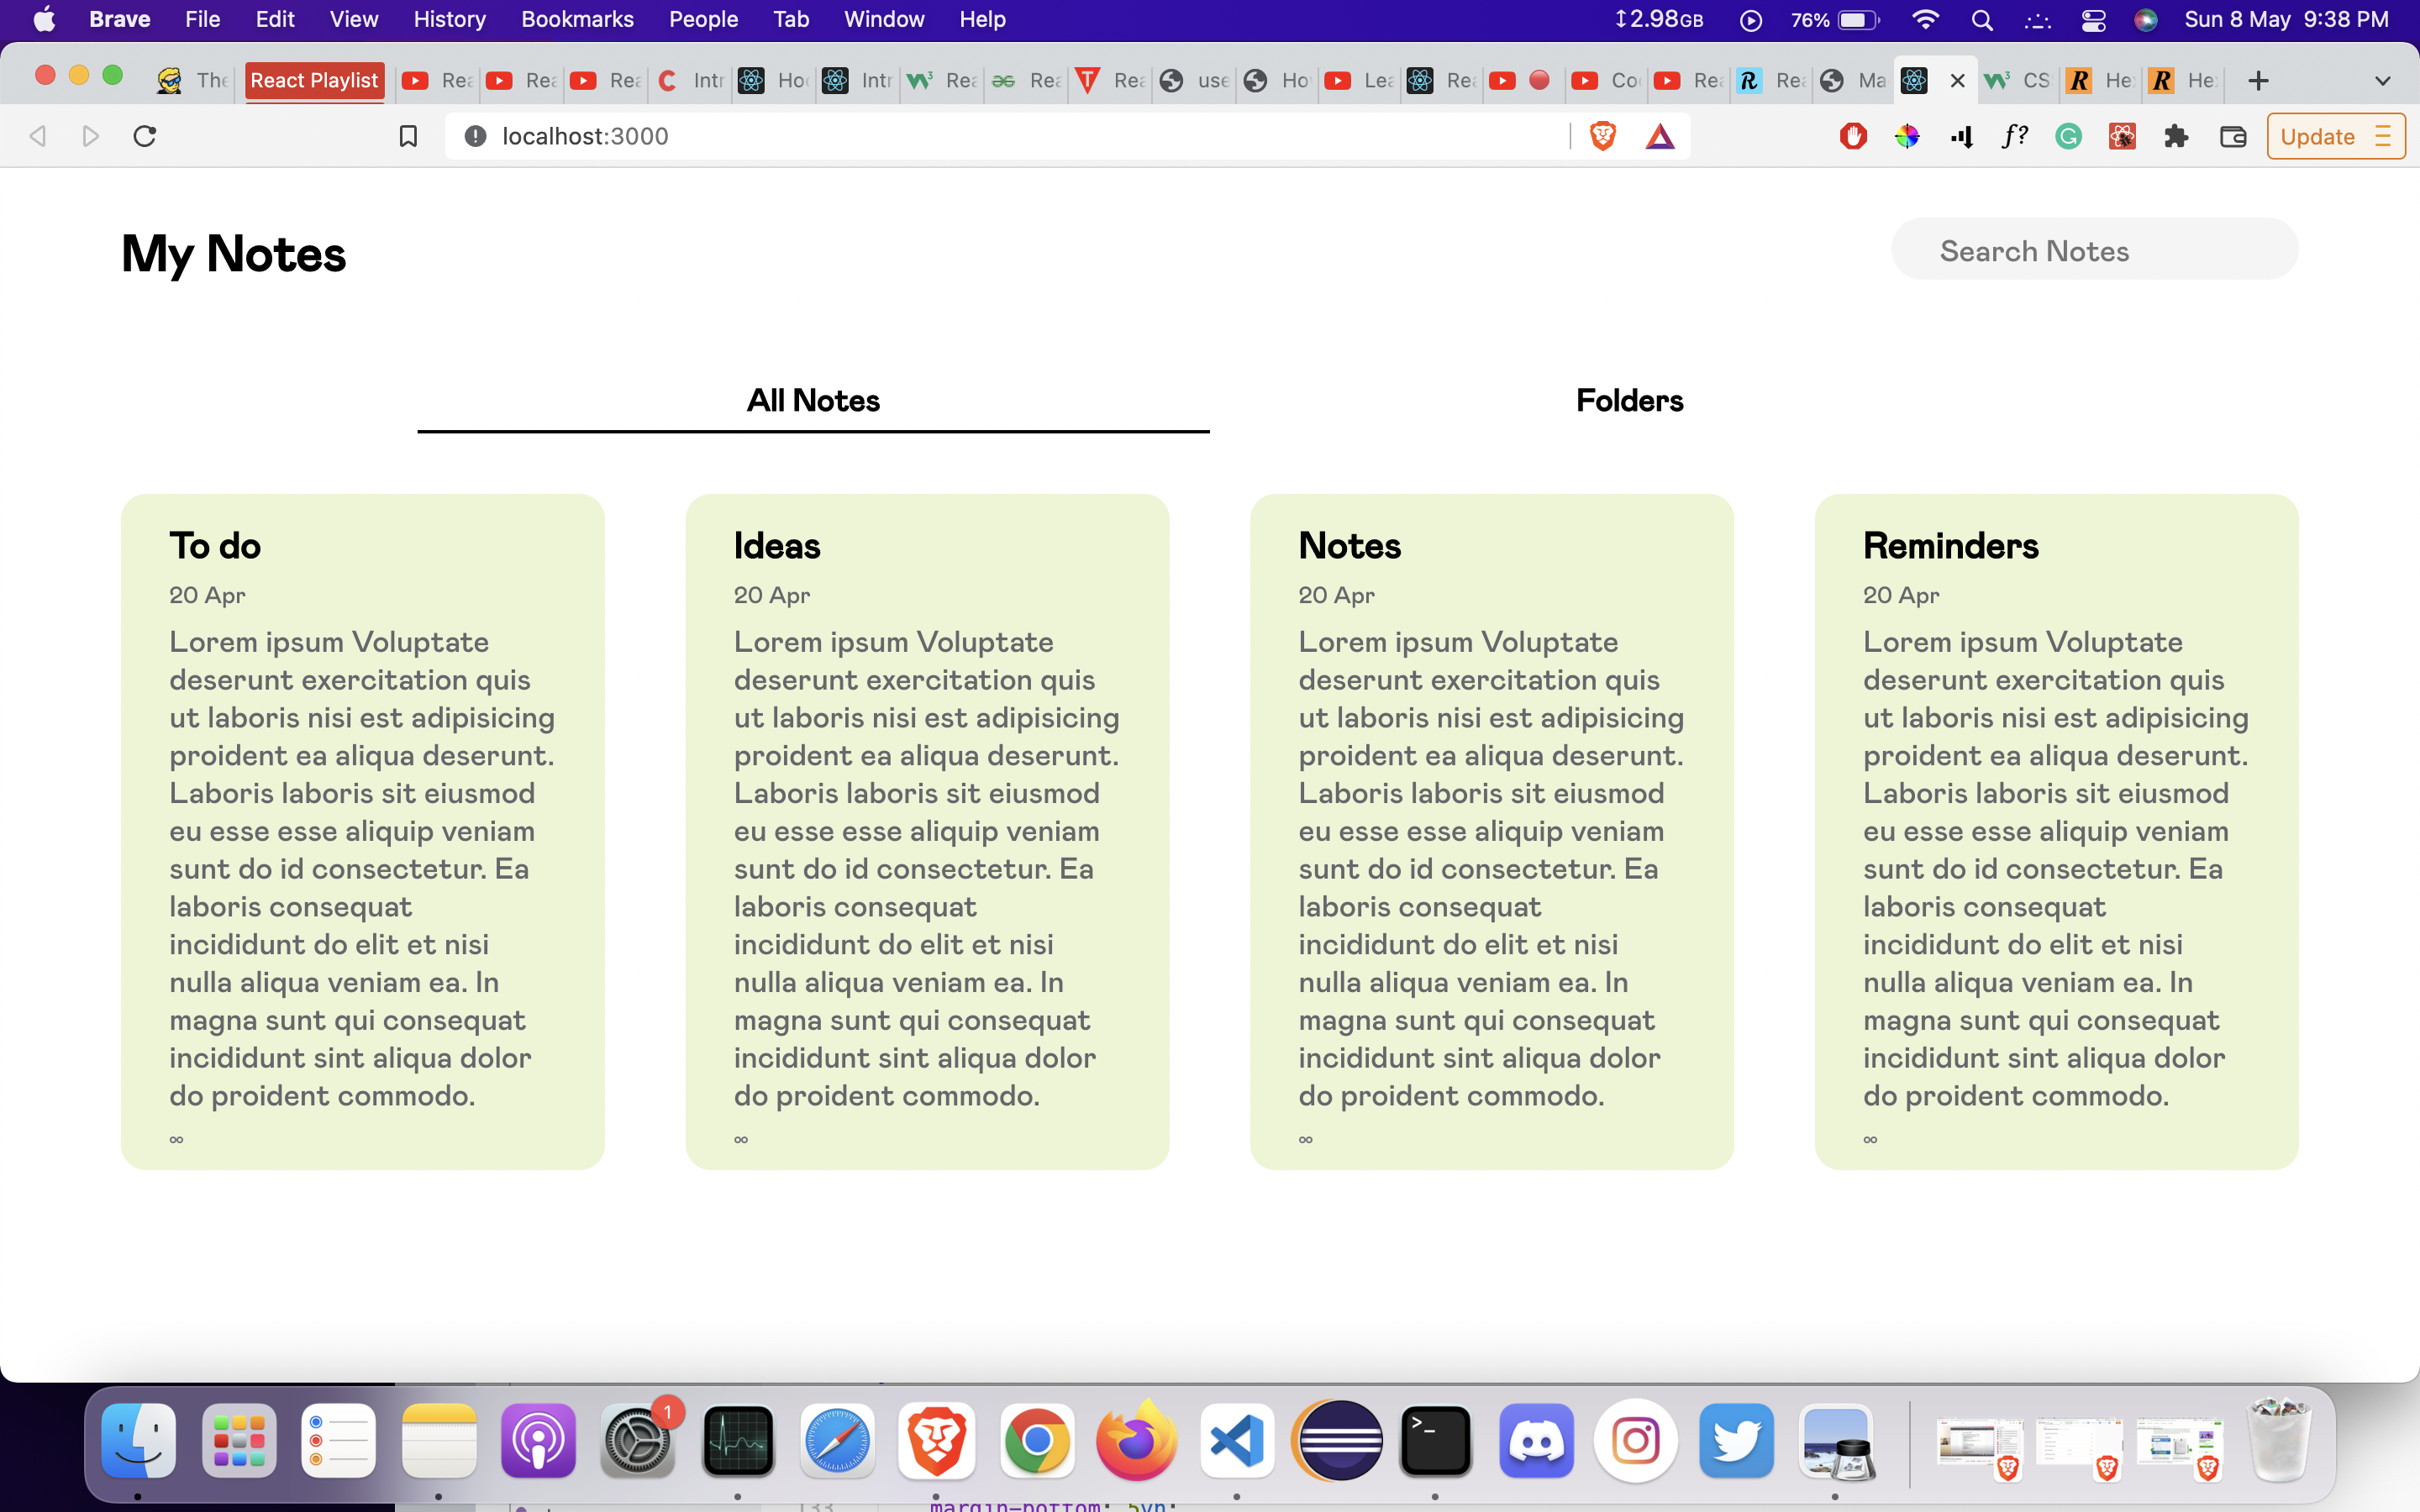 Brave File Edit View History Bookmarks People Tab Window Help ↕2.98GB 76% Sun 8 May 9:38 PM
The React Playlist Rea Rea Rea Intr Hoo Intr Rea Rea Rea use Ho Lea Rea Co Rea Rea Ma CS He He
localhost:3000 f? Update
My Notes
Search Notes
All Notes Folders
To do
20 Apr
Lorem ipsum Voluptate
deserunt exercitation quis
ut laboris nisi est adipisicing
proident ea aliqua deserunt.
Laboris laboris sit eiusmod
eu esse esse aliquip veniam
sunt do id consectetur. Ea
laboris consequat
incididunt do elit et nisi
nulla aliqua veniam ea. In
magna sunt qui consequat
incididunt sint aliqua dolor
do proident commodo.
∞
Ideas
20 Apr
Lorem ipsum Voluptate
deserunt exercitation quis
ut laboris nisi est adipisicing
proident ea aliqua deserunt.
Laboris laboris sit eiusmod
eu esse esse aliquip veniam
sunt do id consectetur. Ea
laboris consequat
incididunt do elit et nisi
nulla aliqua veniam ea. In
magna sunt qui consequat
incididunt sint aliqua dolor
do proident commodo.
∞
Notes
20 Apr
Lorem ipsum Voluptate
deserunt exercitation quis
ut laboris nisi est adipisicing
proident ea aliqua deserunt.
Laboris laboris sit eiusmod
eu esse esse aliquip veniam
sunt do id consectetur. Ea
laboris consequat
incididunt do elit et nisi
nulla aliqua veniam ea. In
magna sunt qui consequat
incididunt sint aliqua dolor
do proident commodo.
∞
Reminders
20 Apr
Lorem ipsum Voluptate
deserunt exercitation quis
ut laboris nisi est adipisicing
proident ea aliqua deserunt.
Laboris laboris sit eiusmod
eu esse esse aliquip veniam
sunt do id consectetur. Ea
laboris consequat
incididunt do elit et nisi
nulla aliqua veniam ea. In
magna sunt qui consequat
incididunt sint aliqua dolor
do proident commodo.
∞
1
133 margin-bottom: 5vh;